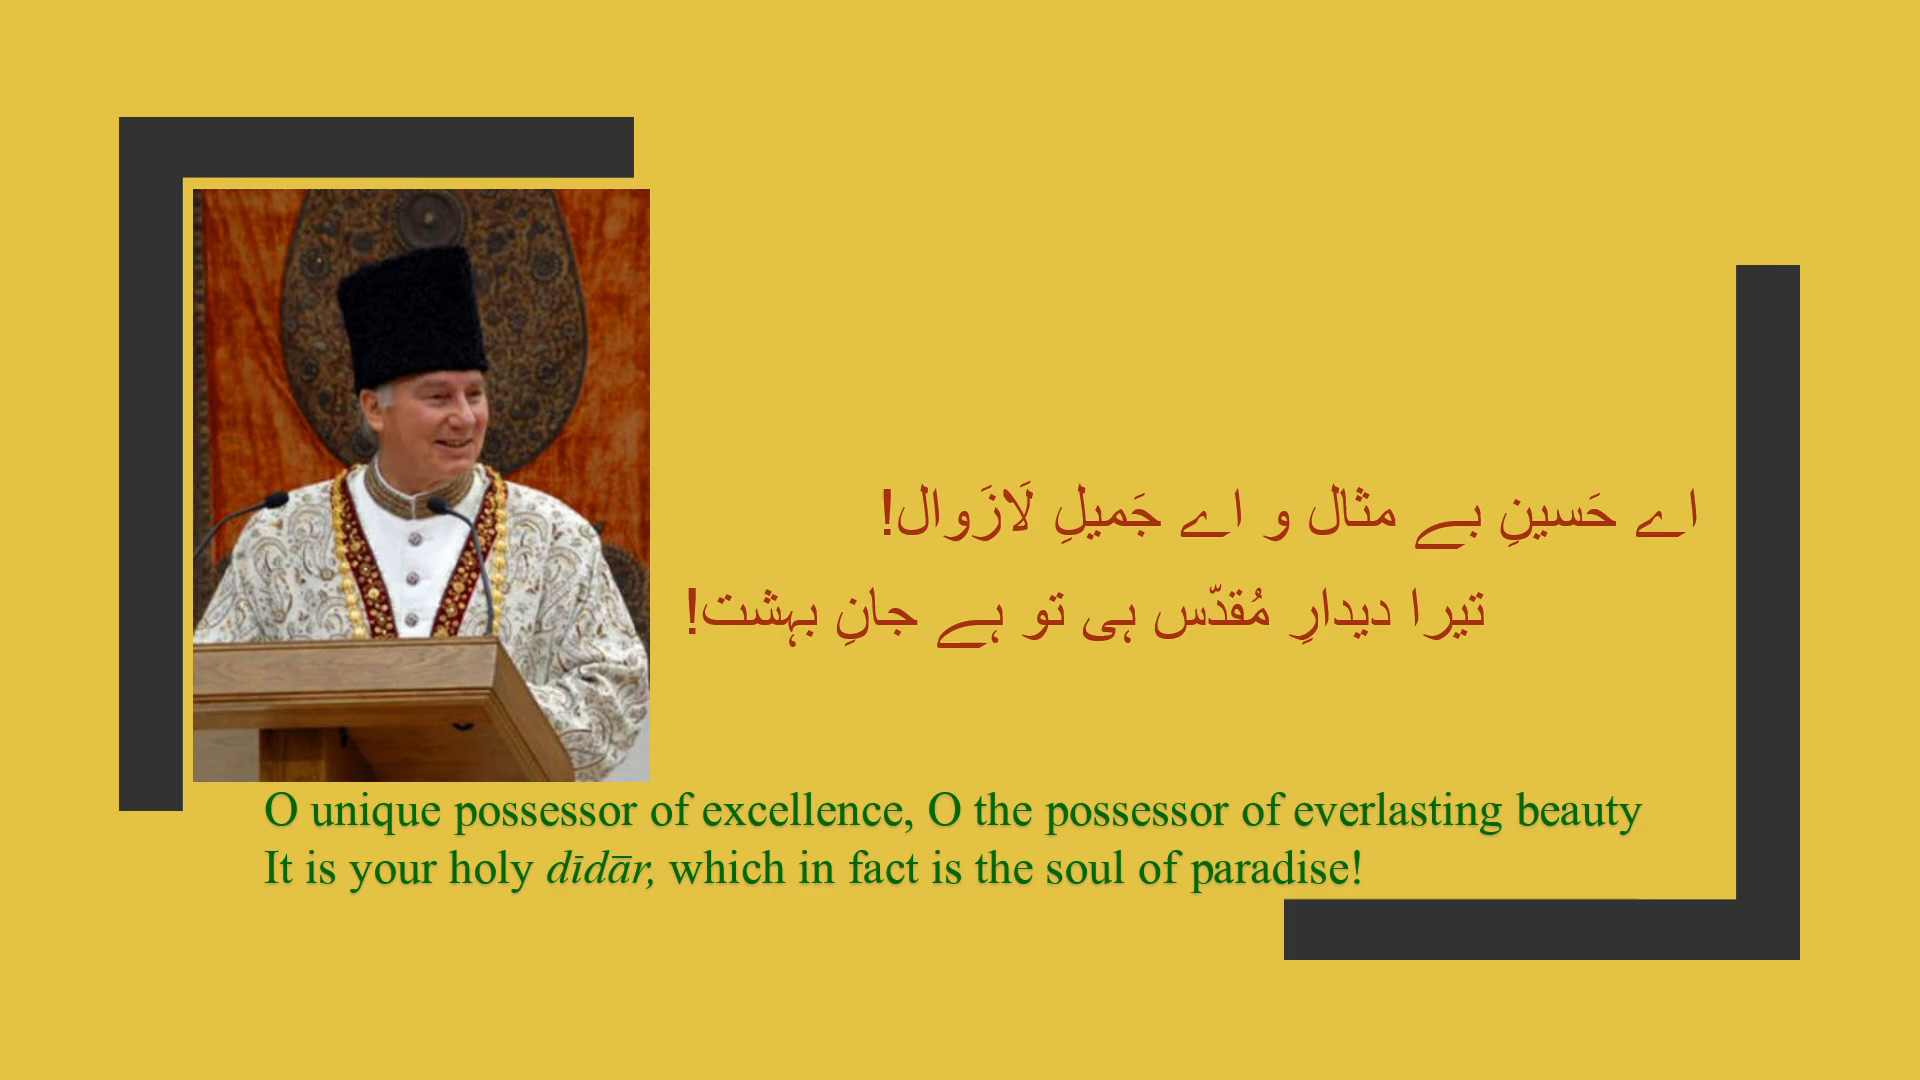 اے حَسینِ بے مثال و اے جَمیلِ لَازَوال!
تیرا دیدارِ مُقدّس ہی تو ہے جانِ بہشت!
O unique possessor of excellence, O the possessor of everlasting beauty
It is your holy dīdār, which in fact is the soul of paradise!